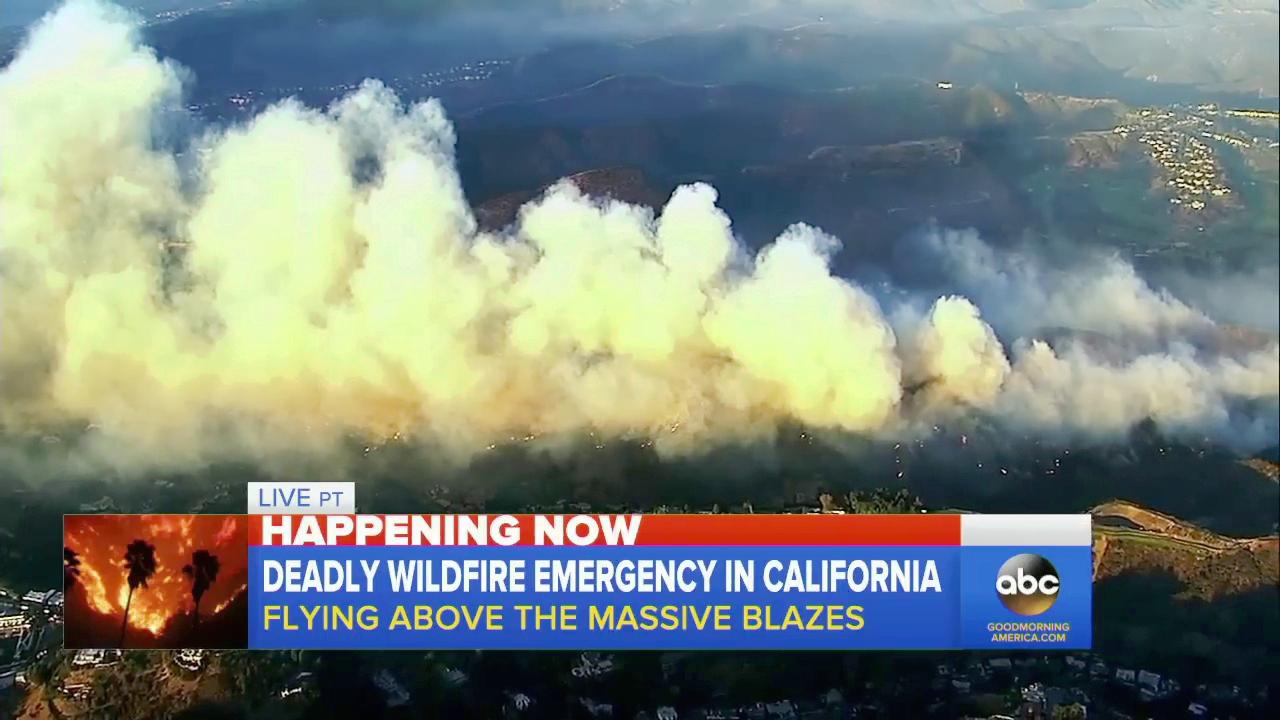 LIVE PT
HAPPENING NOW
DEADLY WILDFIRE EMERGENCY IN CALIFORNIA
FLYING ABOVE THE MASSIVE BLAZES
abc
GOODMORNING
AMERICA.COM